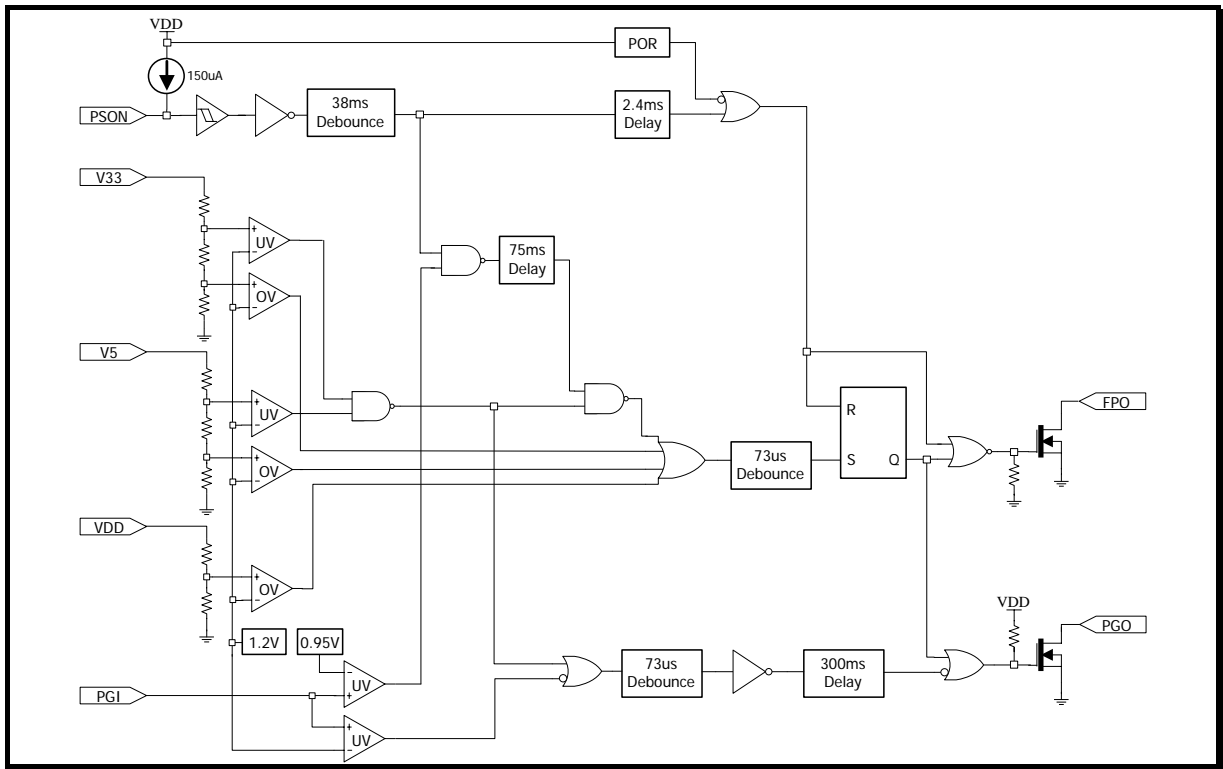 VDD
POR
150uA
PSON
38ms
Debounce
2.4ms
Delay
V33
+
UV
-
+
OV
-
75ms
Delay
V5
+
UV
-
+
OV
-
73us
Debounce
R
S
Q
FPO
VDD
+
OV
-
1.2V
0.95V
-
UV
+
PGI
+
UV
-
73us
Debounce
300ms
Delay
VDD
PGO